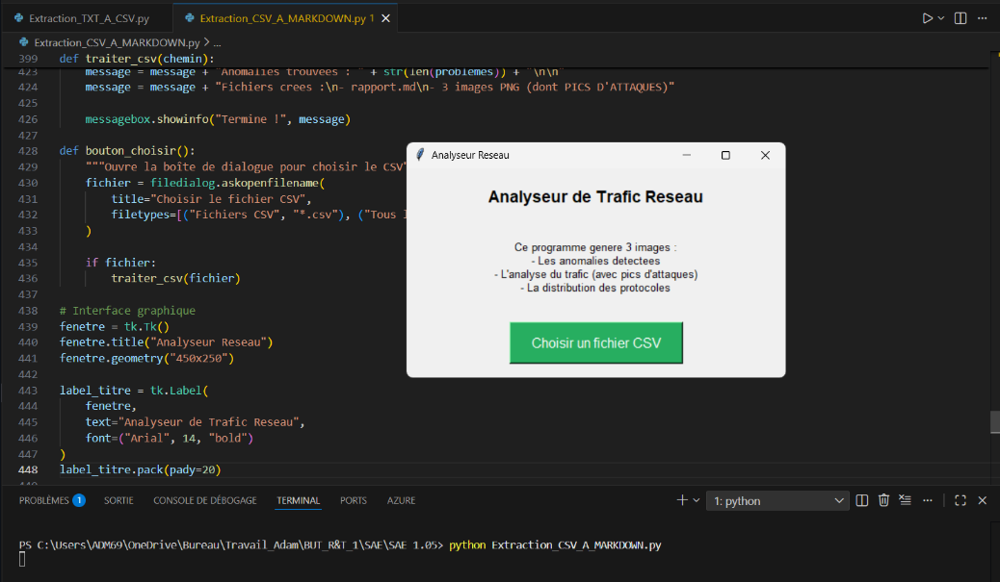 Extraction_TXT_A_CSV.py
Extraction_CSV_A_MARKDOWN.py 1
Extraction_CSV_A_MARKDOWN.py > ...
399 def traiter_csv(chemin):
423 message = message + "Anomalies trouvees : " + str(len(problemes)) + "\n\n"
424 message = message + "Fichiers crees :\n- rapport.md\n- 3 images PNG (dont PICS D'ATTAQUES)"
425
426 messagebox.showinfo("Termine !", message)
427
428 def bouton_choisir():
429 """Ouvre la boîte de dialogue pour choisir le CSV"
430 fichier = filedialog.askopenfilename(
431 title="Choisir le fichier CSV",
432 filetypes=[("Fichiers CSV", "*.csv"), ("Tous l
433 )
434
435 if fichier:
436 traiter_csv(fichier)
437
438 # Interface graphique
439 fenetre = tk.Tk()
440 fenetre.title("Analyseur Reseau")
441 fenetre.geometry("450x250")
442
443 label_titre = tk.Label(
444 fenetre,
445 text="Analyseur de Trafic Reseau",
446 font=("Arial", 14, "bold")
447 )
448 label_titre.pack(pady=20)
Analyseur Reseau
Analyseur de Trafic Reseau
Ce programme genere 3 images :
- Les anomalies detectees
- L'analyse du trafic (avec pics d'attaques)
- La distribution des protocoles
Choisir un fichier CSV
PROBLÈMES 1 SORTIE CONSOLE DE DÉBOGAGE TERMINAL PORTS AZURE
1: python
PS C:\Users\ADM69\OneDrive\Bureau\Travail_Adam\BUT_R&T_1\SAE\SAE 1.05> python Extraction_CSV_A_MARKDOWN.py